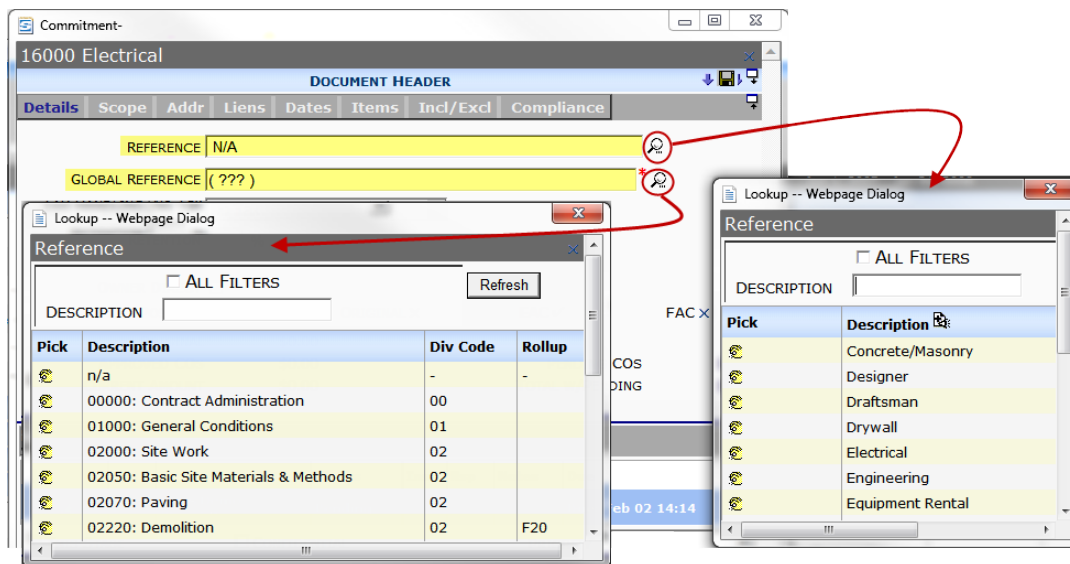 Commitment-
16000 Electrical
DOCUMENT HEADER
Details Scope Addr Liens Dates Items Incl/Excl Compliance
REFERENCE N/A
GLOBAL REFERENCE ( ??? ) *
FAC
COS
DING
eb 02 14:14
Lookup -- Webpage Dialog
Reference
ALL FILTERS
Refresh
DESCRIPTION
Pick Description Div Code Rollup
n/a - -
00000: Contract Administration 00
01000: General Conditions 01
02000: Site Work 02
02050: Basic Site Materials & Methods 02
02070: Paving 02
02220: Demolition 02 F20
Lookup -- Webpage Dialog
Reference
ALL FILTERS
DESCRIPTION
Pick Description
Concrete/Masonry
Designer
Draftsman
Drywall
Electrical
Engineering
Equipment Rental